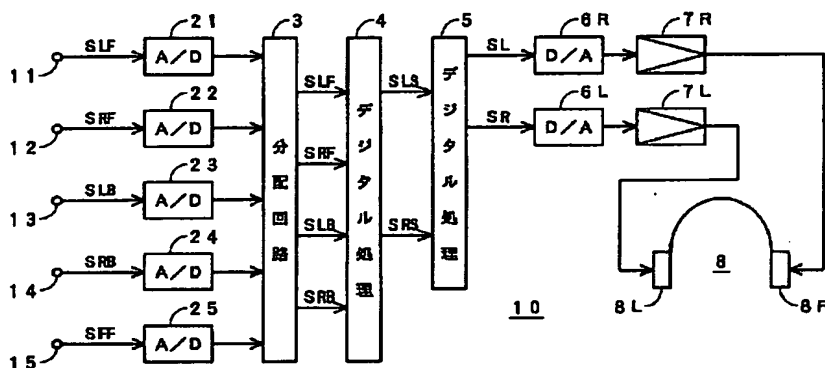 21 3 4 5 6R 7R
11 SLF A/D SLF SLS SL D/A
22 6L 7L
12 SRF A/D SRF SR D/A
23
13 SLB A/D SLB SRS
24
14 SRB A/D SRB 8
25 10 8L
15 A/D
分配回路
デジタル処理
デジタル処理